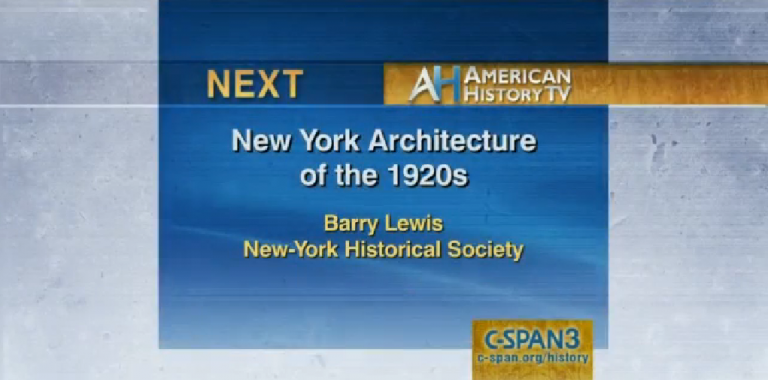 NEXT
AH AMERICAN
HISTORY TV
New York Architecture
of the 1920s
Barry Lewis
New-York Historical Society
C-SPAN3
c-span.org/history